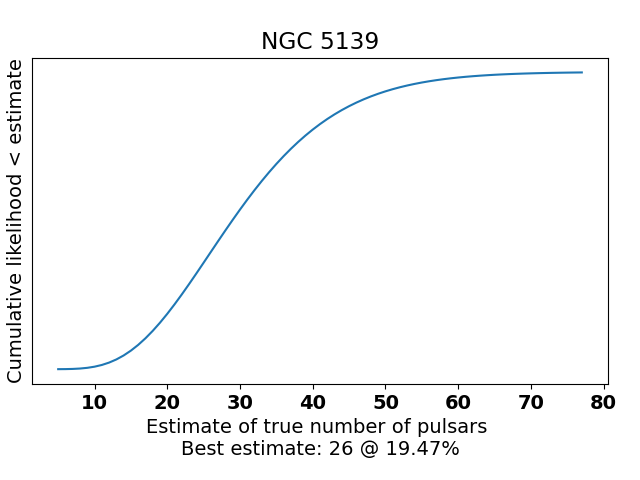 NGC 5139
Cumulative likelihood < estimate
10 20 30 40 50 60 70 80
Estimate of true number of pulsars
Best estimate: 26 @ 19.47%